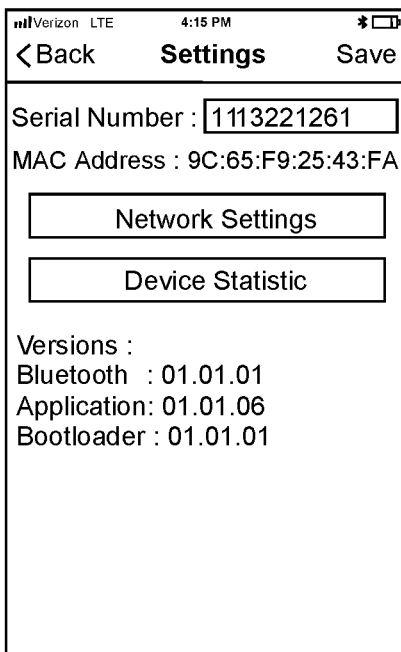 Verizon LTE 4:15 PM
Back Settings Save
Serial Number : 1113221261
MAC Address : 9C:65:F9:25:43:FA
Network Settings
Device Statistic
Versions :
Bluetooth : 01.01.01
Application: 01.01.06
Bootloader : 01.01.01